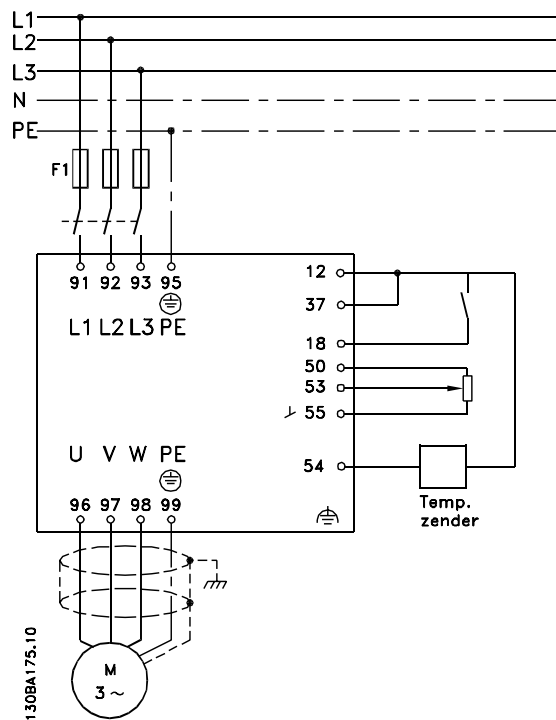 L1
L2
L3
N
PE
F1
91 92 93 95
L1 L2 L3 PE
12
37
18
50
53
55
54
U V W PE
96 97 98 99
Temp.
zender
M
3 ~
130BA175.10